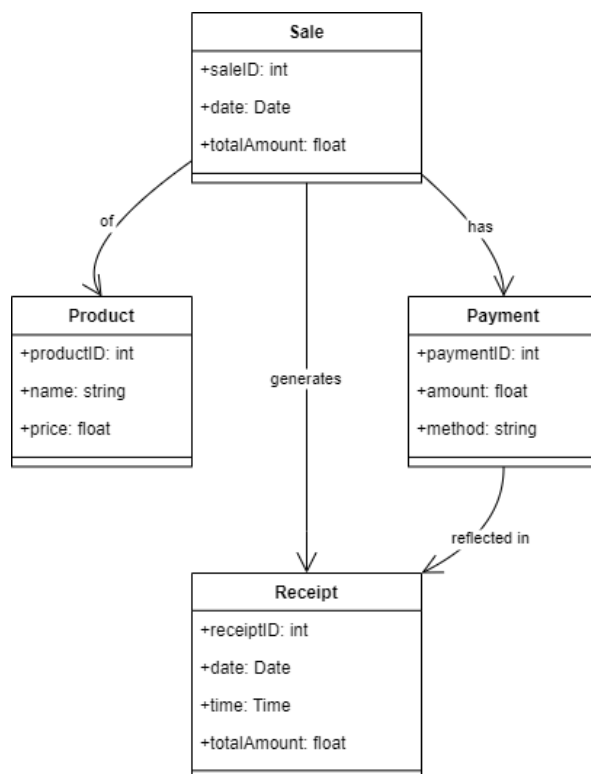 Sale
+saleID: int
+date: Date
+totalAmount: float
of
has
Product
+productID: int
+name: string
+price: float
Payment
+paymentID: int
+amount: float
+method: string
generates
reflected in
Receipt
+receiptID: int
+date: Date
+time: Time
+totalAmount: float